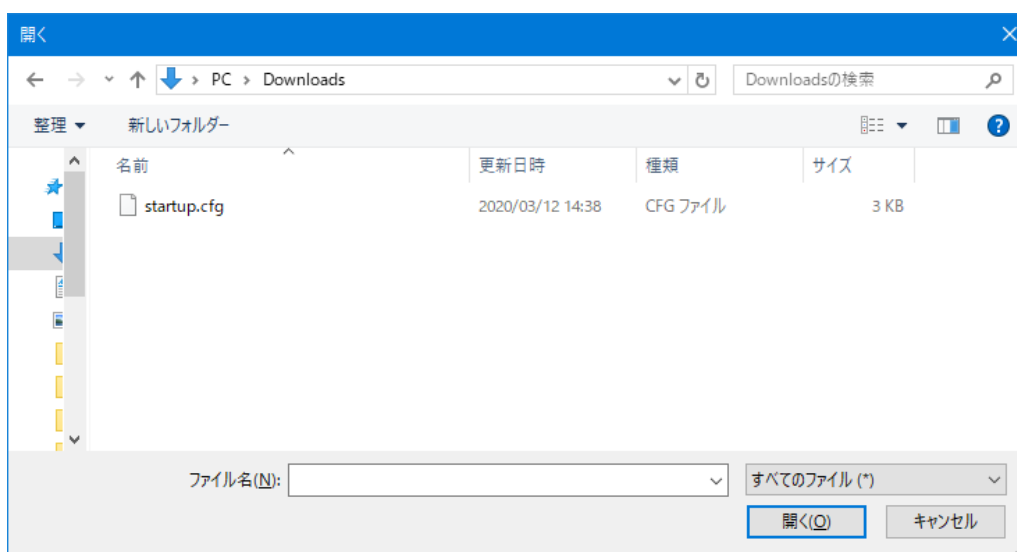 開く
PC > Downloads
Downloadsの検索
整理
新しいフォルダー
名前 更新日時 種類 サイズ
startup.cfg 2020/03/12 14:38 CFG ファイル 3 KB
ファイル名(N):
すべてのファイル (*)
開く(O) キャンセル